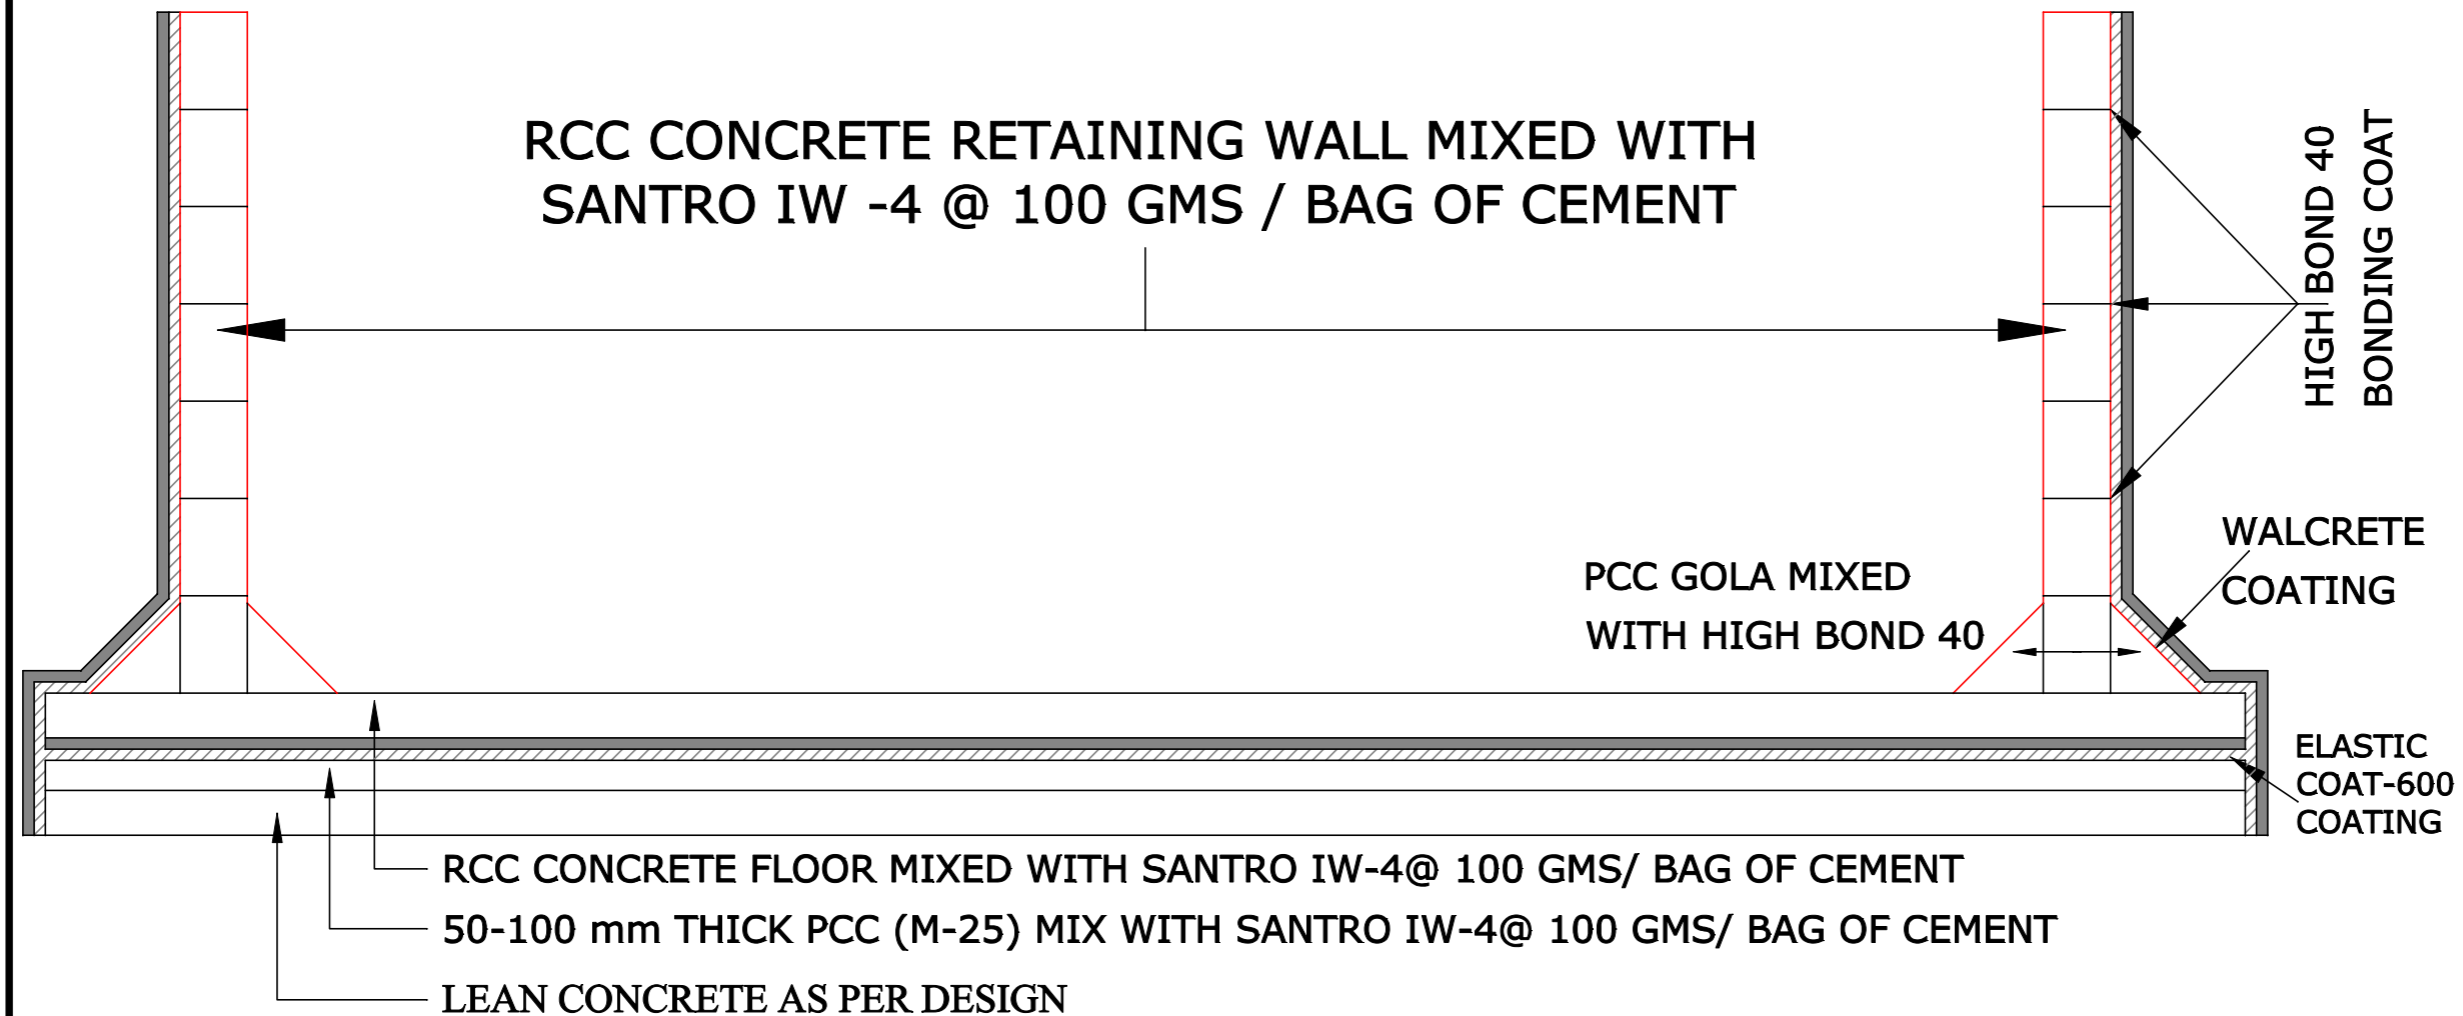 RCC CONCRETE RETAINING WALL MIXED WITH
SANTRO IW -4 @ 100 GMS / BAG OF CEMENT
HIGH BOND 40
BONDING COAT
WALCRETE
COATING
PCC GOLA MIXED
WITH HIGH BOND 40
ELASTIC
COAT-600
COATING
RCC CONCRETE FLOOR MIXED WITH SANTRO IW-4@ 100 GMS/ BAG OF CEMENT
50-100 mm THICK PCC (M-25) MIX WITH SANTRO IW-4@ 100 GMS/ BAG OF CEMENT
LEAN CONCRETE AS PER DESIGN